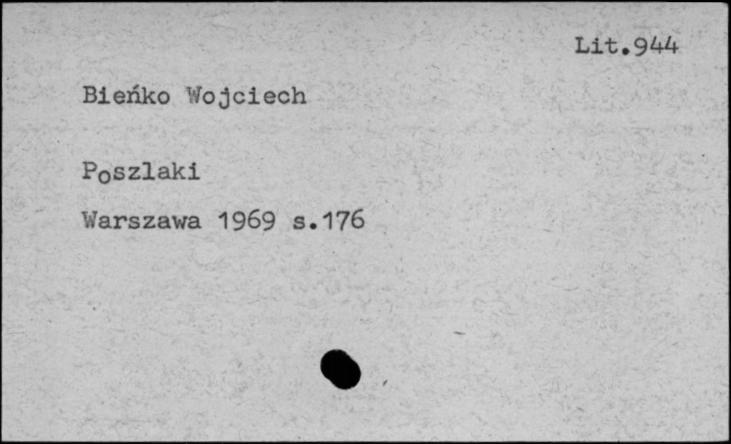 Lit.944
Bieńko Wojciech
Poszlaki
Warszawa 1969 s.176